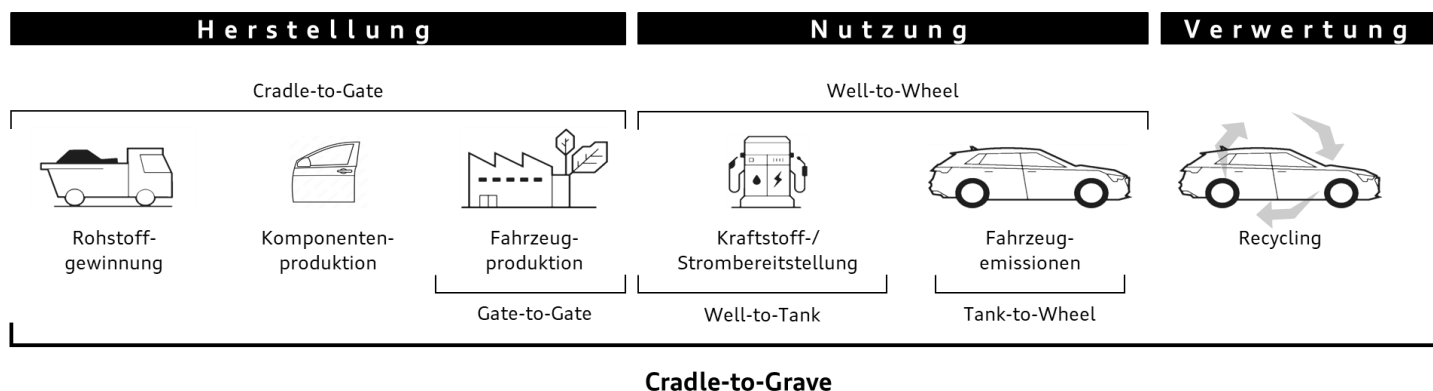 Herstellung
Nutzung
Verwertung
Cradle-to-Gate
Well-to-Wheel
Rohstoff-
gewinnung
Komponenten-
produktion
Fahrzeug-
produktion
Kraftstoff-/
Strombereitstellung
Fahrzeug-
emissionen
Recycling
Gate-to-Gate
Well-to-Tank
Tank-to-Wheel
Cradle-to-Grave